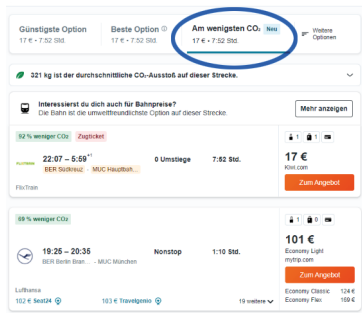 Günstigste Option
17 € • 7:52 Std.
Beste Option
17 € • 7:52 Std.
Am wenigsten CO₂ Neu
17 € • 7:52 Std.
Weitere Optionen
321 kg ist der durchschnittliche CO₂-Ausstoß auf dieser Strecke.
Interessierst du dich auch für Bahnpreise?
Die Bahn ist die umweltfreundlichste Option auf dieser Strecke.
Mehr anzeigen
92 % weniger CO₂ Zugticket
22:07 – 5:59+1
BER Südkreuz - MUC Hauptbah...
0 Umstiege
7:52 Std.
FlixTrain
1 1
17 €
Kiwi.com
Zum Angebot
69 % weniger CO₂
19:25 – 20:35
BER Berlin Bran... - MUC München
Nonstop
1:10 Std.
Lufthansa
102 € Seat24
103 € Travelgenio
19 weitere
1 0
101 €
Economy Light
mytrip.com
Zum Angebot
Economy Classic 124 €
Economy Flex 169 €